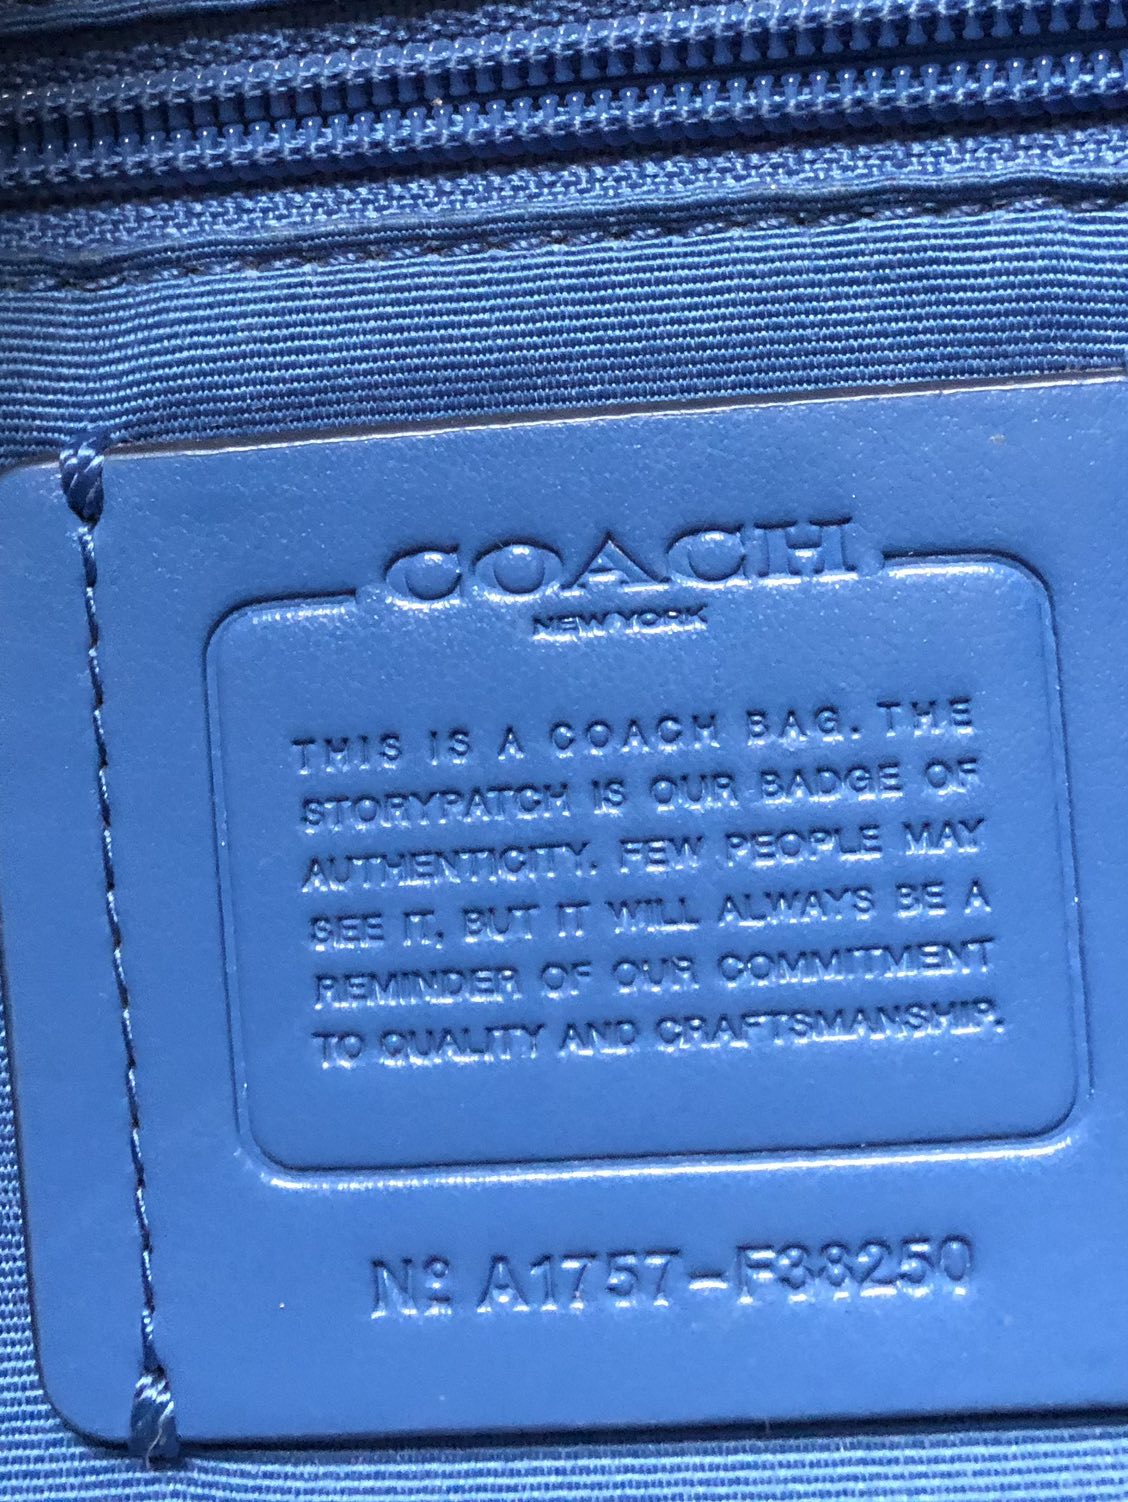 COACH
NEW YORK
THIS IS A COACH BAG. THE
STORYPATCH IS OUR BADGE OF
AUTHENTICITY. FEW PEOPLE MAY
SEE IT, BUT IT WILL ALWAYS BE A
REMINDER OF OUR COMMITMENT
TO QUALITY AND CRAFTSMANSHIP.
Nº A1757-F38250